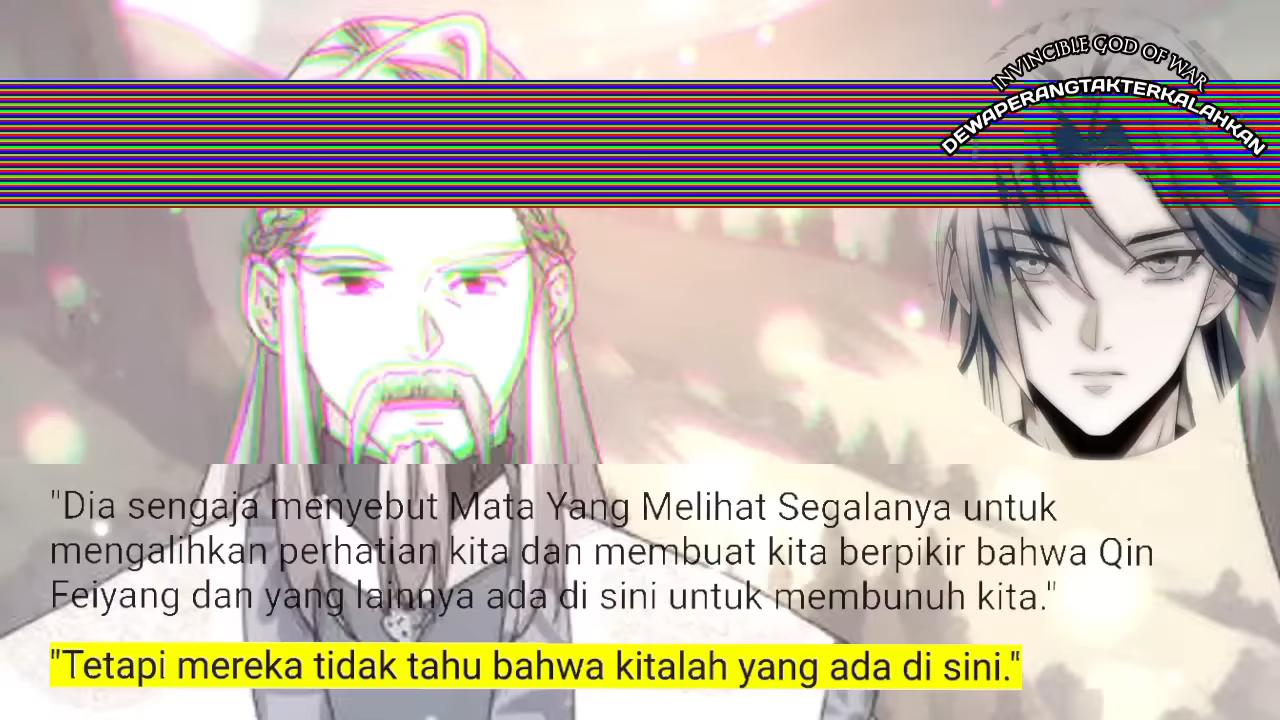 INVINCIBLE GOD OF WAR
DEWAPERANGTAKTERKALAHKAN
"Dia sengaja menyebut Mata Yang Melihat Segalanya untuk
mengalihkan perhatian kita dan membuat kita berpikir bahwa Qin
Feiyang dan yang lainnya ada di sini untuk membunuh kita."
"Tetapi mereka tidak tahu bahwa kitalah yang ada di sini."